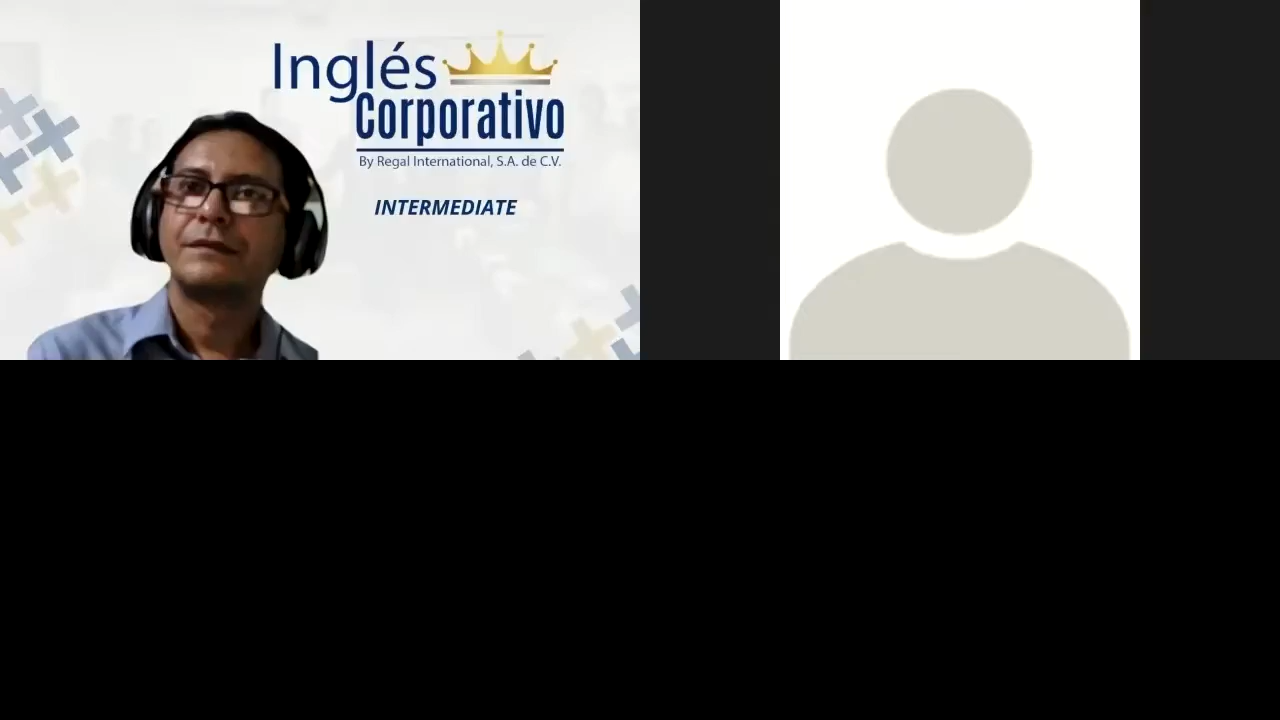 Inglés
Corporativo
By Regal International, S.A. de C.V.
INTERMEDIATE